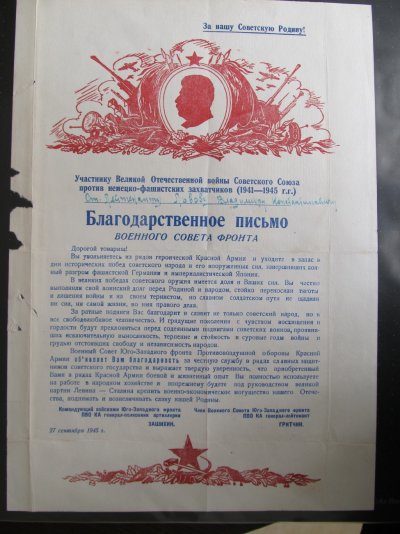 За нашу Советскую Родину!
Участнику Великой Отечественной войны Советского Союза
против немецко-фашистских захватчиков (1941—1945 г.г.)
Владимиру Константиновичу
Благодарственное письмо
ВОЕННОГО СОВЕТА ФРОНТА
Дорогой товарищ!
Вы увольняетесь из рядов героической Красной Армии и уходите в запас в
дни исторических побед советского народа и его вооруженных сил, завершивших полный
разгром фашистской Германии и империалистической Японии.
В великих победах советского оружия имеется доля и Ваших сил. Вы честно
выполнили свой воинский долг перед Родиной и народом, стойко переносили тяготы
и лишения войны и на своем тернистом, но славном солдатском пути не щадили
ни сил, ни самой жизни, во имя правого дела.
За ратные подвиги Вас благодарит и славит не только советский народ, но и
все свободолюбивое человечество. И грядущие поколения с чувством восхищения и
гордости будут преклоняться перед содеянными подвигами советских воинов, проявивших
масштаб самоотверженность, терпение и стойкость в суровые годы войны и
грудью отстоявших свободу и независимость народов.
Военный Совет Юго-Западного фронта Противовоздушной обороны Красной
Армии объявляет Вам благодарность за честную службу в рядах славных защитников
советского государства и выражает твердую уверенность, что приобретенный
Вами в рядах Красной Армии боевой и жизненный опыт Вы полностью используете
на работе в народном хозяйстве и попрежнему будете под руководством великой
партии Ленина — Сталина крепить военно-экономическое могущество нашего Отечества,
поднимать и возвеличивать славу нашей Родины.
Командующий войсками Юго-Западного фронта
ПВО КА генерал-полковник артиллерии
ЗАШИХИН.
Член Военного Совета Юго-Западного фронта
ПВО КА генерал-лейтенант
ГРИТЧИН.
27 сентября 1945 г.